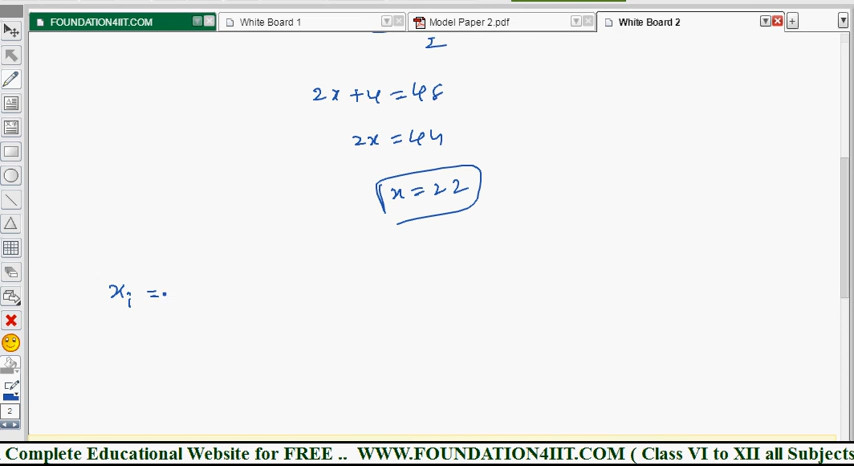 FOUNDATION4IIT.COM White Board 1 Model Paper 2.pdf White Board 2
2
2x + 4 = 48
2x = 44
x = 22
xi =
2
Complete Educational Website for FREE .. WWW.FOUNDATION4IIT.COM ( Class VI to XII all Subjects